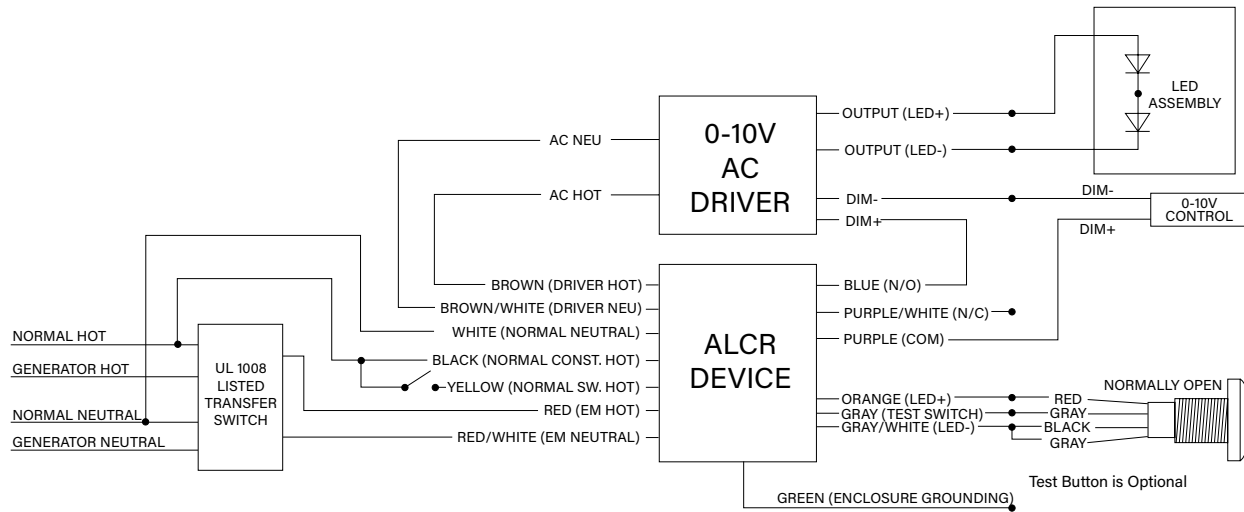 AC NEU
AC HOT
0-10V
AC
DRIVER
OUTPUT (LED+)
OUTPUT (LED-)
DIM-
DIM+
LED
ASSEMBLY
DIM-
DIM+
0-10V
CONTROL
NORMAL HOT
GENERATOR HOT
NORMAL NEUTRAL
GENERATOR NEUTRAL
UL 1008
LISTED
TRANSFER
SWITCH
BROWN (DRIVER HOT)
BROWN/WHITE (DRIVER NEU)
WHITE (NORMAL NEUTRAL)
BLACK (NORMAL CONST. HOT)
YELLOW (NORMAL SW. HOT)
RED (EM HOT)
RED/WHITE (EM NEUTRAL)
ALCR
DEVICE
BLUE (N/O)
PURPLE/WHITE (N/C)
PURPLE (COM)
ORANGE (LED+)
GRAY (TEST SWITCH)
GRAY/WHITE (LED-)
GREEN (ENCLOSURE GROUNDING)
NORMALLY OPEN
RED
GRAY
BLACK
GRAY
Test Button is Optional